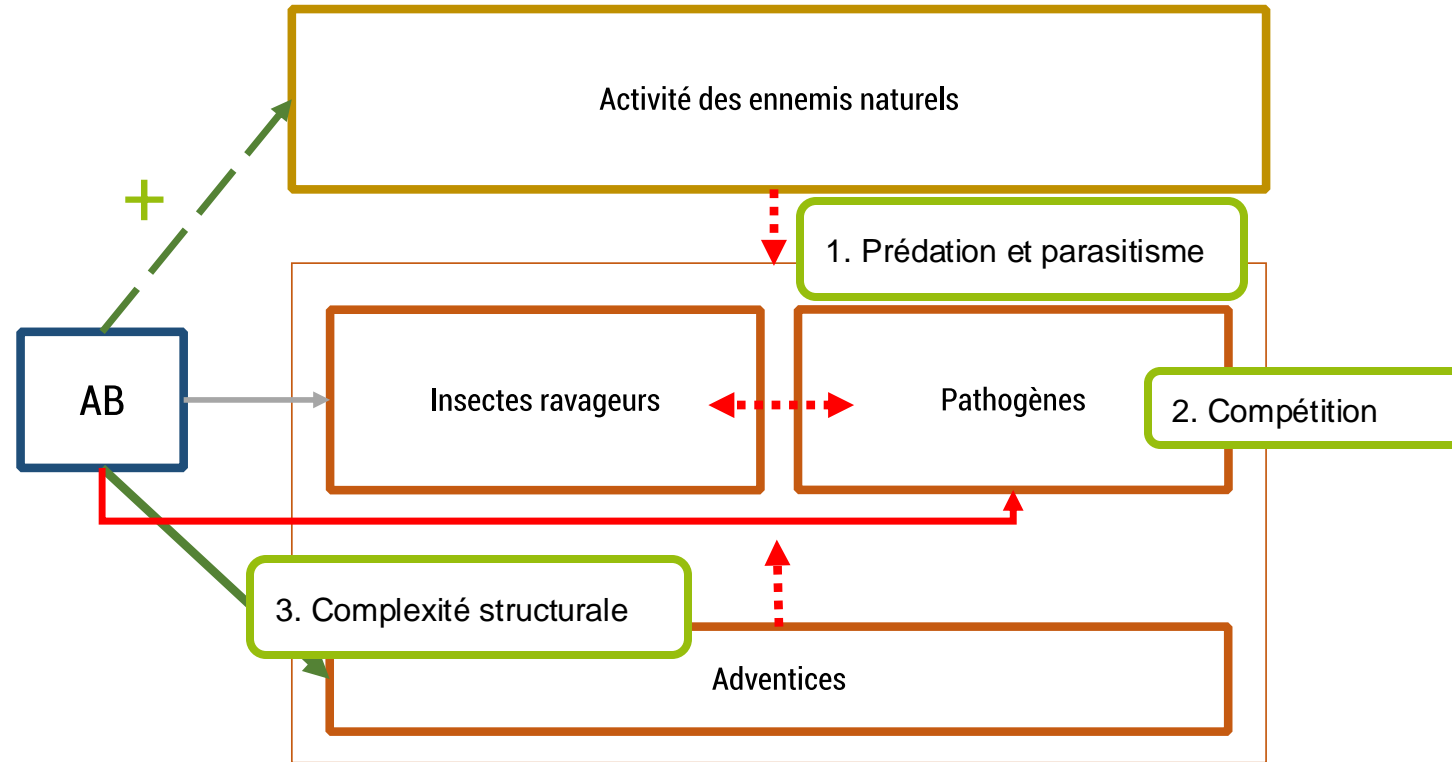 Activité des ennemis naturels
+
1. Prédation et parasitisme
AB
Insectes ravageurs
Pathogènes
2. Compétition
3. Complexité structurale
Adventices